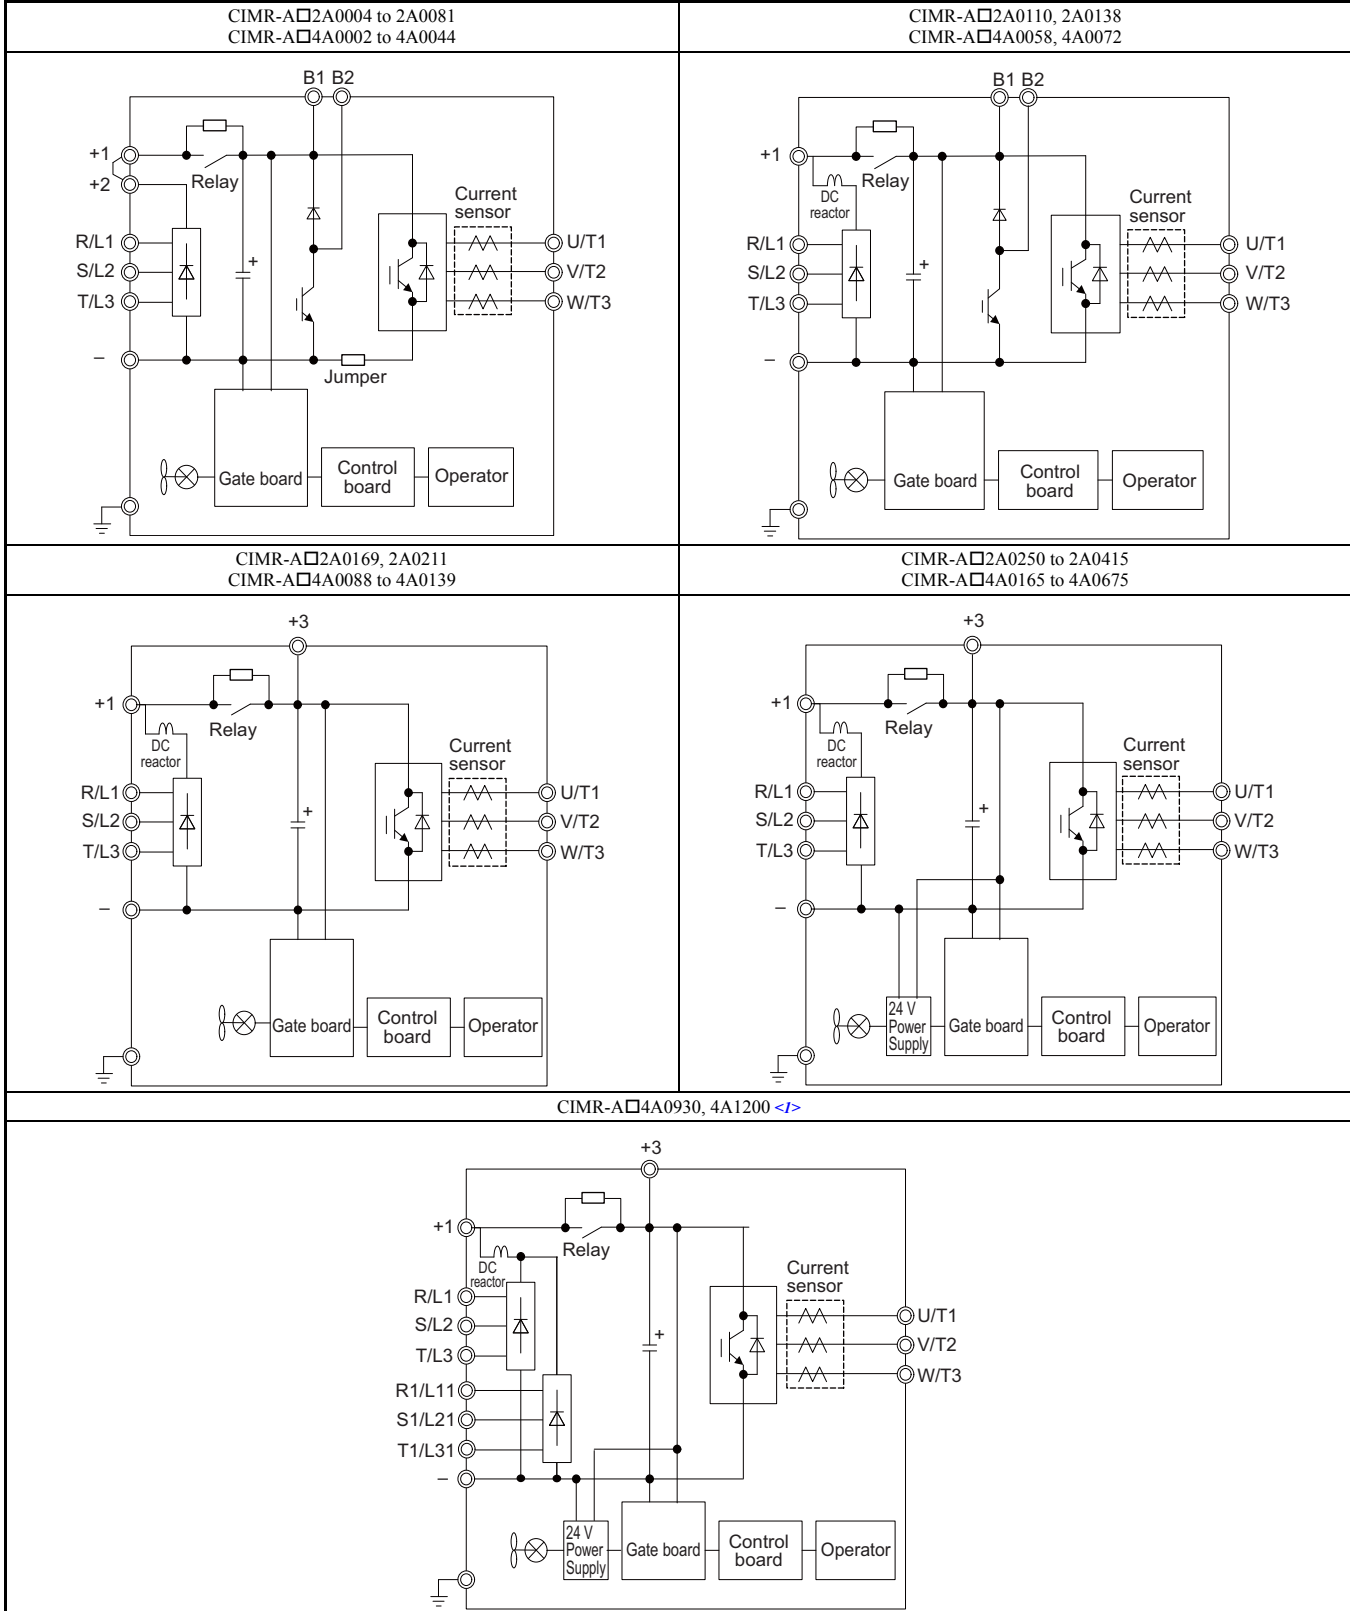 CIMR-A□2A0004 to 2A0081
CIMR-A□4A0002 to 4A0044
CIMR-A□2A0110, 2A0138
CIMR-A□4A0058, 4A0072
B1 B2
+1
+2
Relay
Current
sensor
R/L1
S/L2
T/L3
+
U/T1
V/T2
W/T3
–
Jumper
Gate board
Control
board
Operator
B1 B2
+1
Relay
DC
reactor
Current
sensor
R/L1
S/L2
T/L3
+
U/T1
V/T2
W/T3
–
Gate board
Control
board
Operator
CIMR-A□2A0169, 2A0211
CIMR-A□4A0088 to 4A0139
CIMR-A□2A0250 to 2A0415
CIMR-A□4A0165 to 4A0675
+3
+1
Relay
DC
reactor
Current
sensor
R/L1
S/L2
T/L3
+
U/T1
V/T2
W/T3
–
Gate board
Control
board
Operator
+3
+1
Relay
DC
reactor
Current
sensor
R/L1
S/L2
T/L3
+
U/T1
V/T2
W/T3
–
24 V
Power
Supply
Gate board
Control
board
Operator
CIMR-A□4A0930, 4A1200 <1>
+3
+1
Relay
DC
reactor
Current
sensor
R/L1
S/L2
T/L3
R1/L11
S1/L21
T1/L31
+
U/T1
V/T2
W/T3
–
24 V
Power
Supply
Gate board
Control
board
Operator